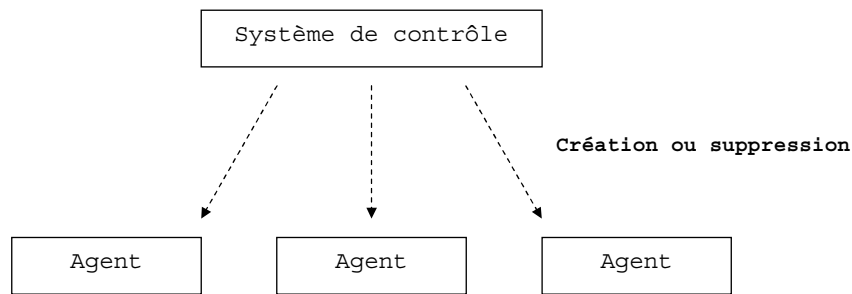 Système de contrôle
Création ou suppression
Agent
Agent
Agent